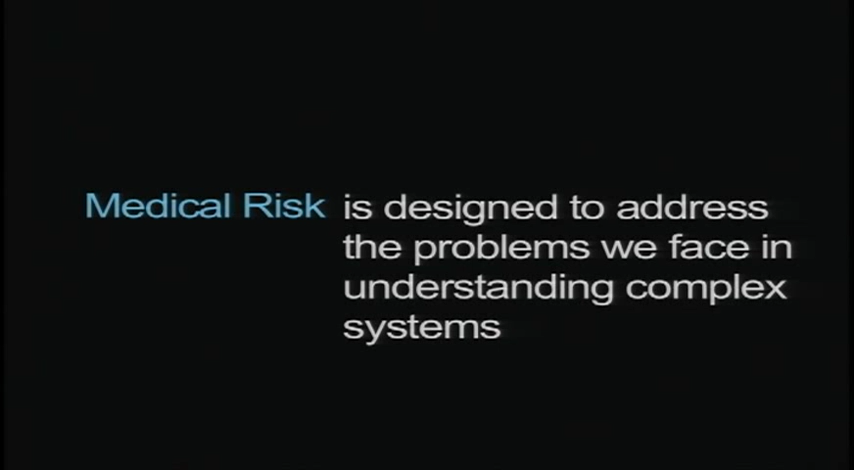 Medical Risk is designed to address
the problems we face in
understanding complex
systems